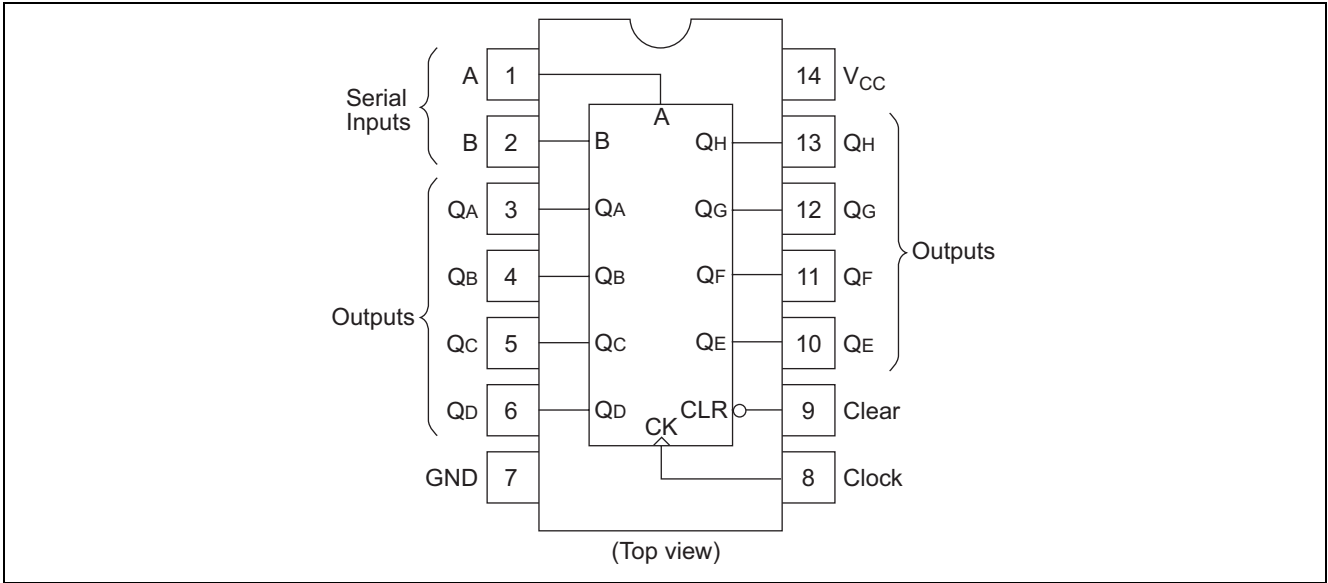 A 1 14 VCC
Serial Inputs
A
B 2 B QH 13 QH
QA 3 QA QG 12 QG
Outputs
QB 4 QB QF 11 QF
Outputs
QC 5 QC QE 10 QE
QD 6 QD CLR 9 Clear
CK
GND 7 8 Clock
(Top view)